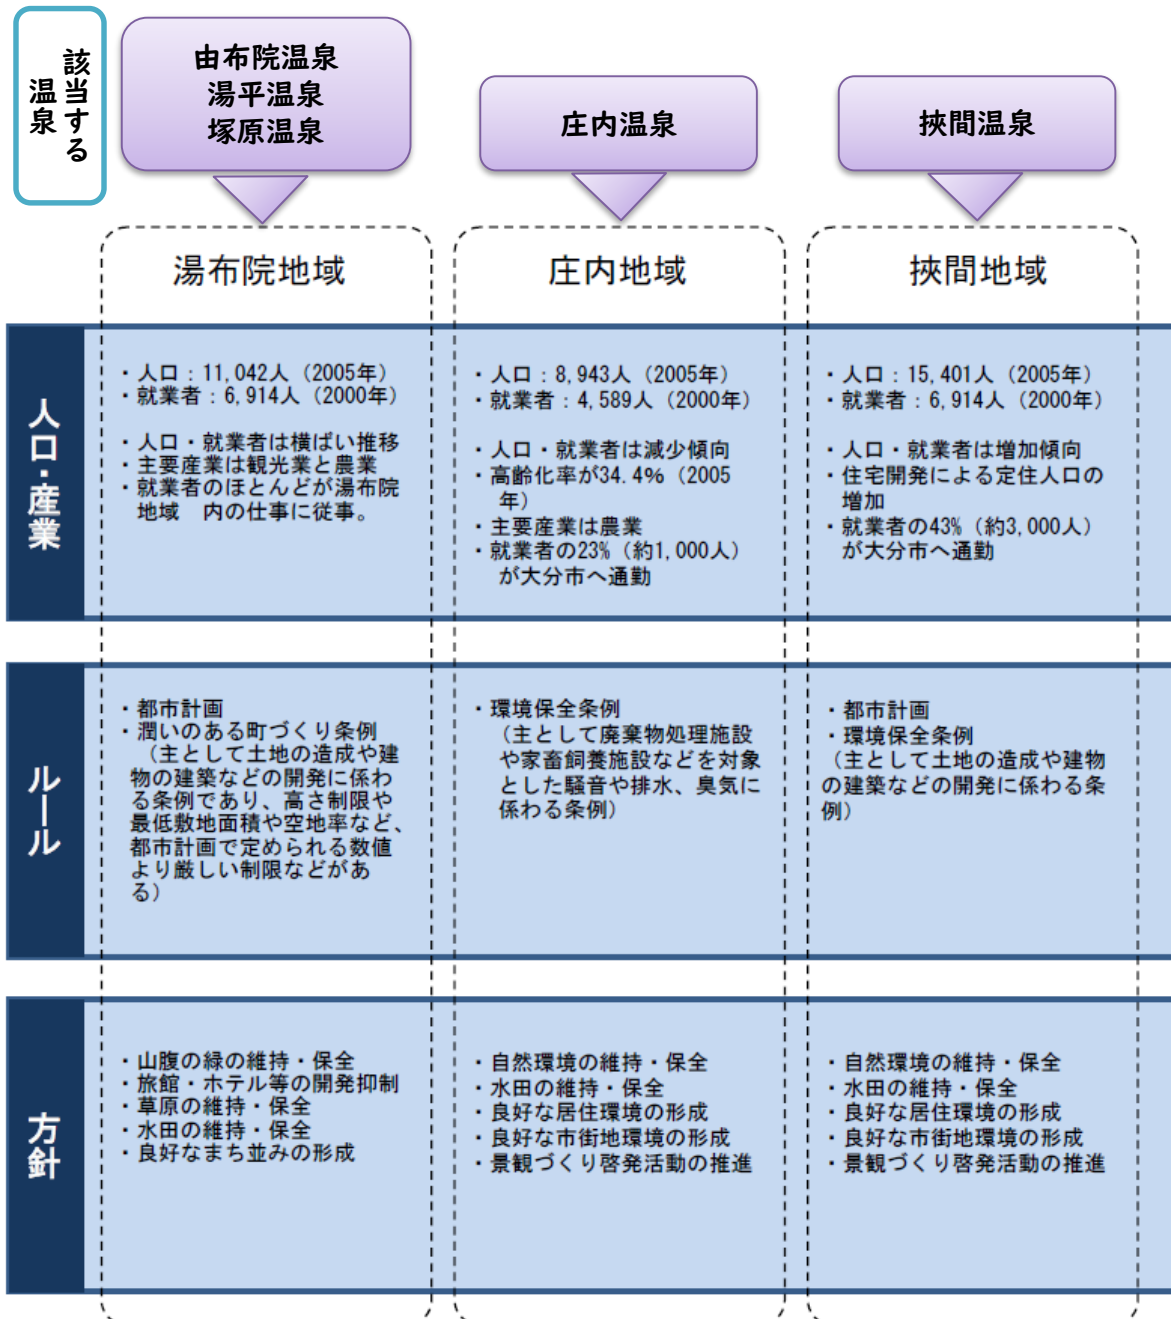 該当する
温泉
由布院温泉
湯平温泉
塚原温泉
庄内温泉
挾間温泉
湯布院地域
庄内地域
挾間地域
人口・産業
・人口：11,042人（2005年）
・就業者：6,914人（2000年）
・人口・就業者は横ばい推移
・主要産業は観光業と農業
・就業者のほとんどが湯布院
地域　内の仕事に従事。
・人口：8,943人（2005年）
・就業者：4,589人（2000年）
・人口・就業者は減少傾向
・高齢化率が34.4%（2005
年）
・主要産業は農業
・就業者の23%（約1,000人）
が大分市へ通勤
・人口：15,401人（2005年）
・就業者：6,914人（2000年）
・人口・就業者は増加傾向
・住宅開発による定住人口の
増加
・就業者の43%（約3,000人）
が大分市へ通勤
ルール
・都市計画
・潤いのある町づくり条例
（主として土地の造成や建
物の建築などの開発に係わ
る条例であり、高さ制限や
最低敷地面積や空地率など、
都市計画で定められる数値
より厳しい制限などがあ
る）
・環境保全条例
（主として廃棄物処理施設
や家畜飼養施設などを対象
とした騒音や排水、臭気に
係わる条例）
・都市計画
・環境保全条例
（主として土地の造成や建物
の建築などの開発に係わる条
例）
方針
・山腹の緑の維持・保全
・旅館・ホテル等の開発抑制
・草原の維持・保全
・水田の維持・保全
・良好なまち並みの形成
・自然環境の維持・保全
・水田の維持・保全
・良好な居住環境の形成
・良好な市街地環境の形成
・景観づくり啓発活動の推進
・自然環境の維持・保全
・水田の維持・保全
・良好な居住環境の形成
・良好な市街地環境の形成
・景観づくり啓発活動の推進